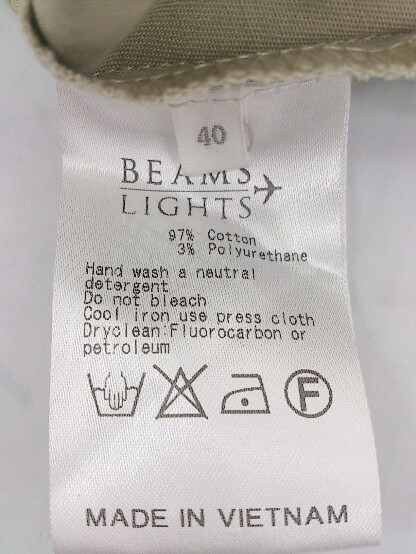 40
BEAMS
LIGHTS
97% Cotton
3% Polyurethane
Hand wash a neutral
detergent
Do not bleach
Cool iron use press cloth
Dryclean:Fluorocarbon or
petroleum
F
MADE IN VIETNAM